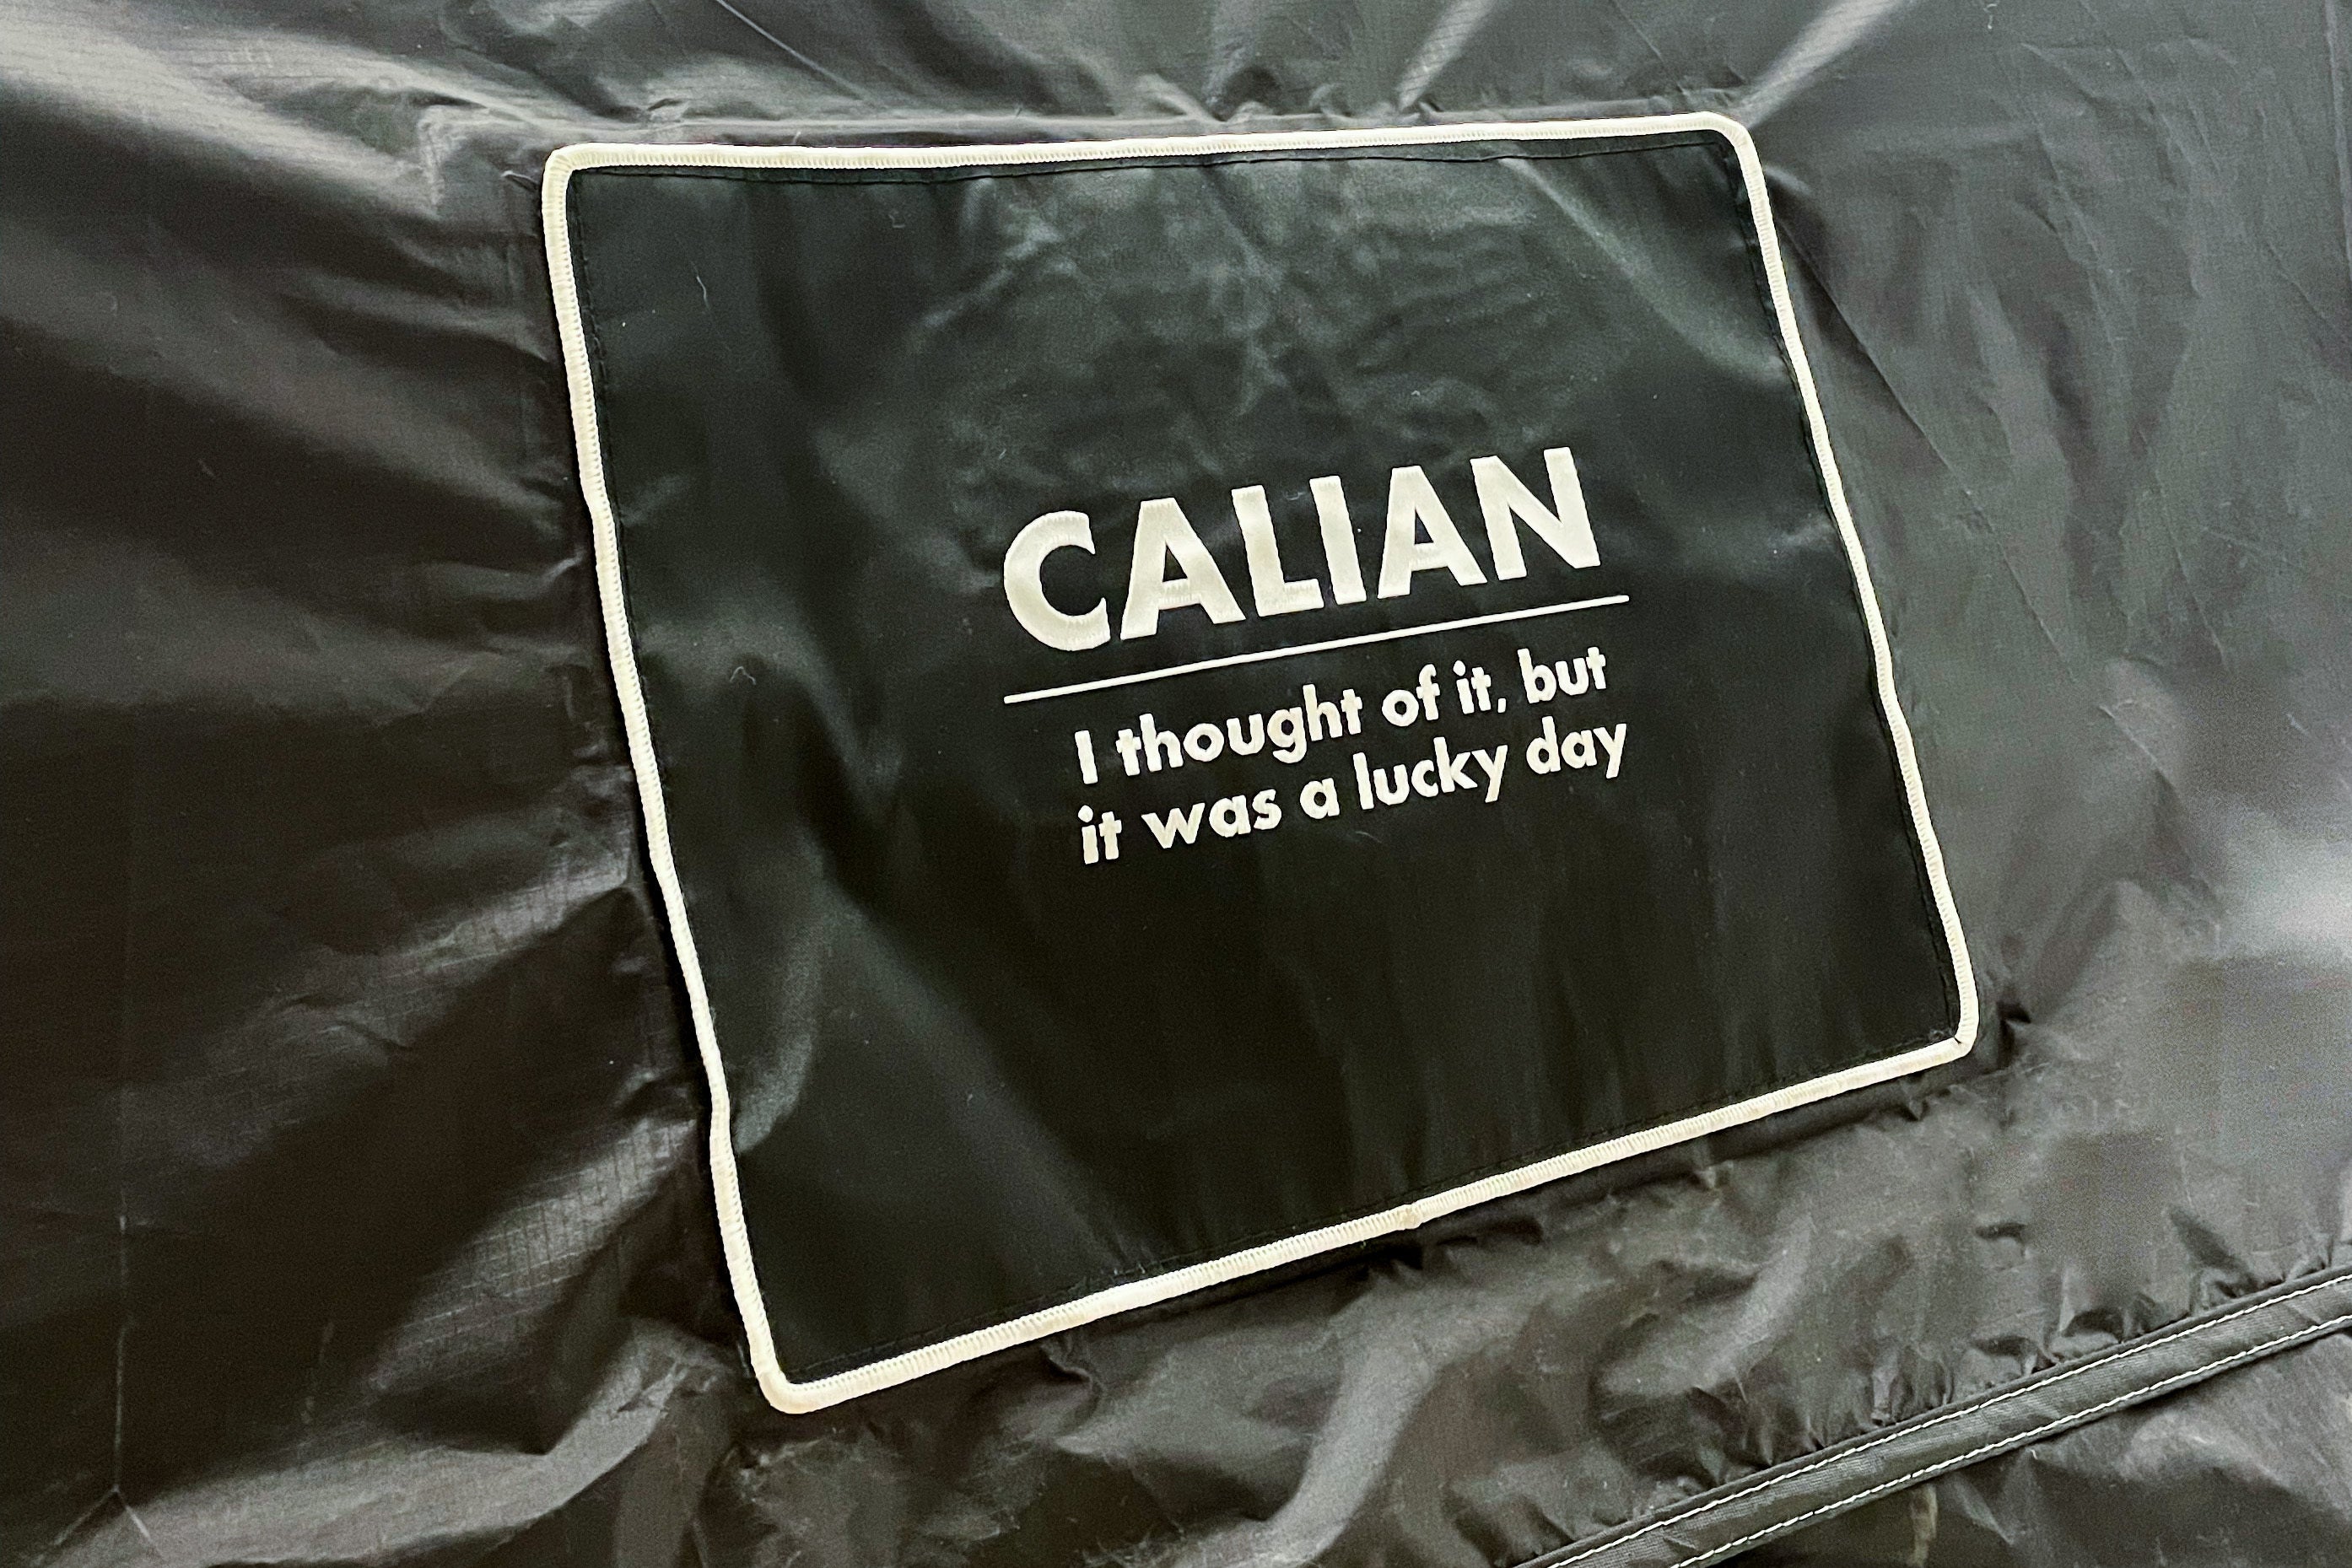 CALIAN
I thought of it, but
it was a lucky day